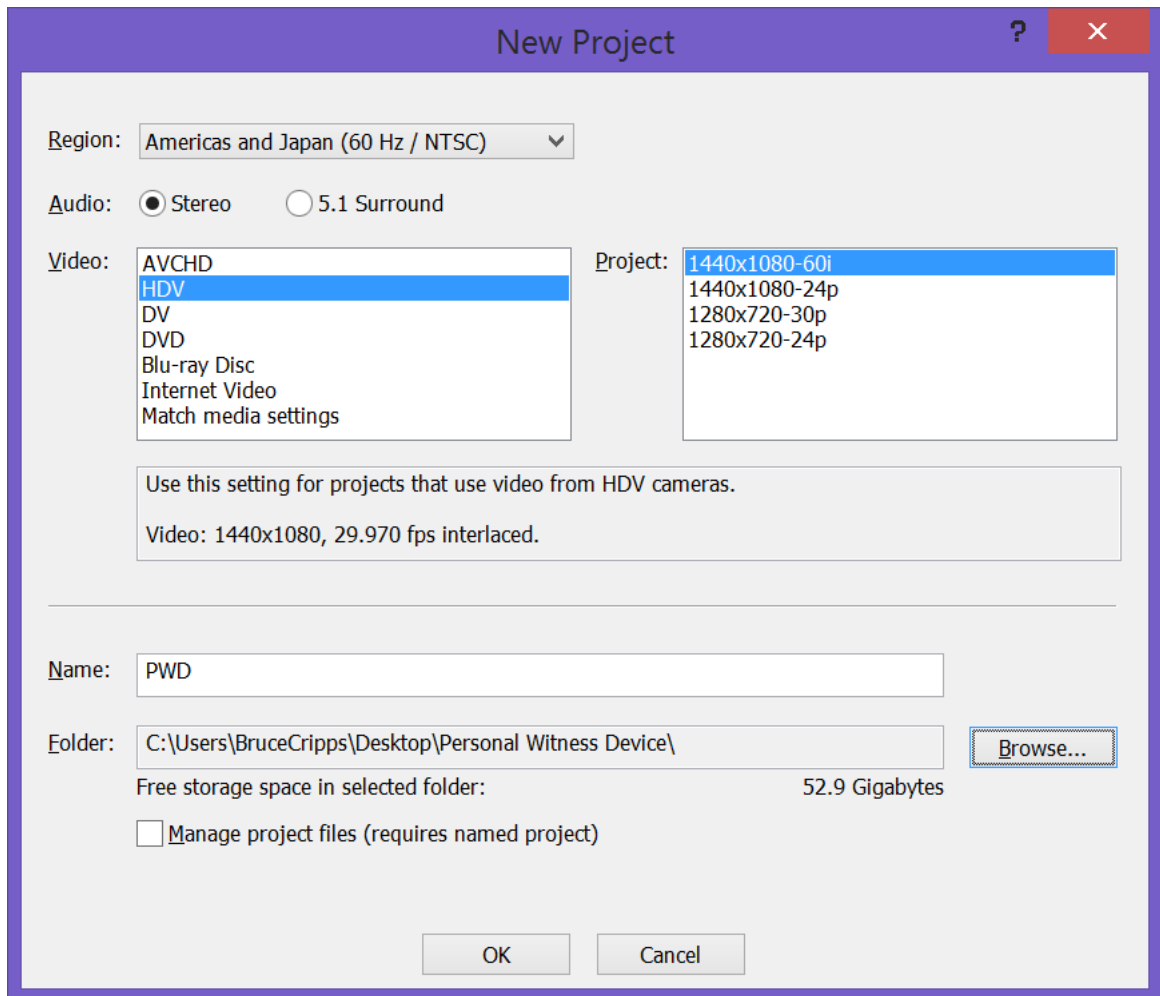 New Project
?
Region: Americas and Japan (60 Hz / NTSC)
Audio: Stereo 5.1 Surround
Video:
AVCHD
HDV
DV
DVD
Blu-ray Disc
Internet Video
Match media settings
Project:
1440x1080-60i
1440x1080-24p
1280x720-30p
1280x720-24p
Use this setting for projects that use video from HDV cameras.
Video: 1440x1080, 29.970 fps interlaced.
Name: PWD
Folder: C:\Users\BruceCripps\Desktop\Personal Witness Device\ Browse...
Free storage space in selected folder: 52.9 Gigabytes
Manage project files (requires named project)
OK Cancel